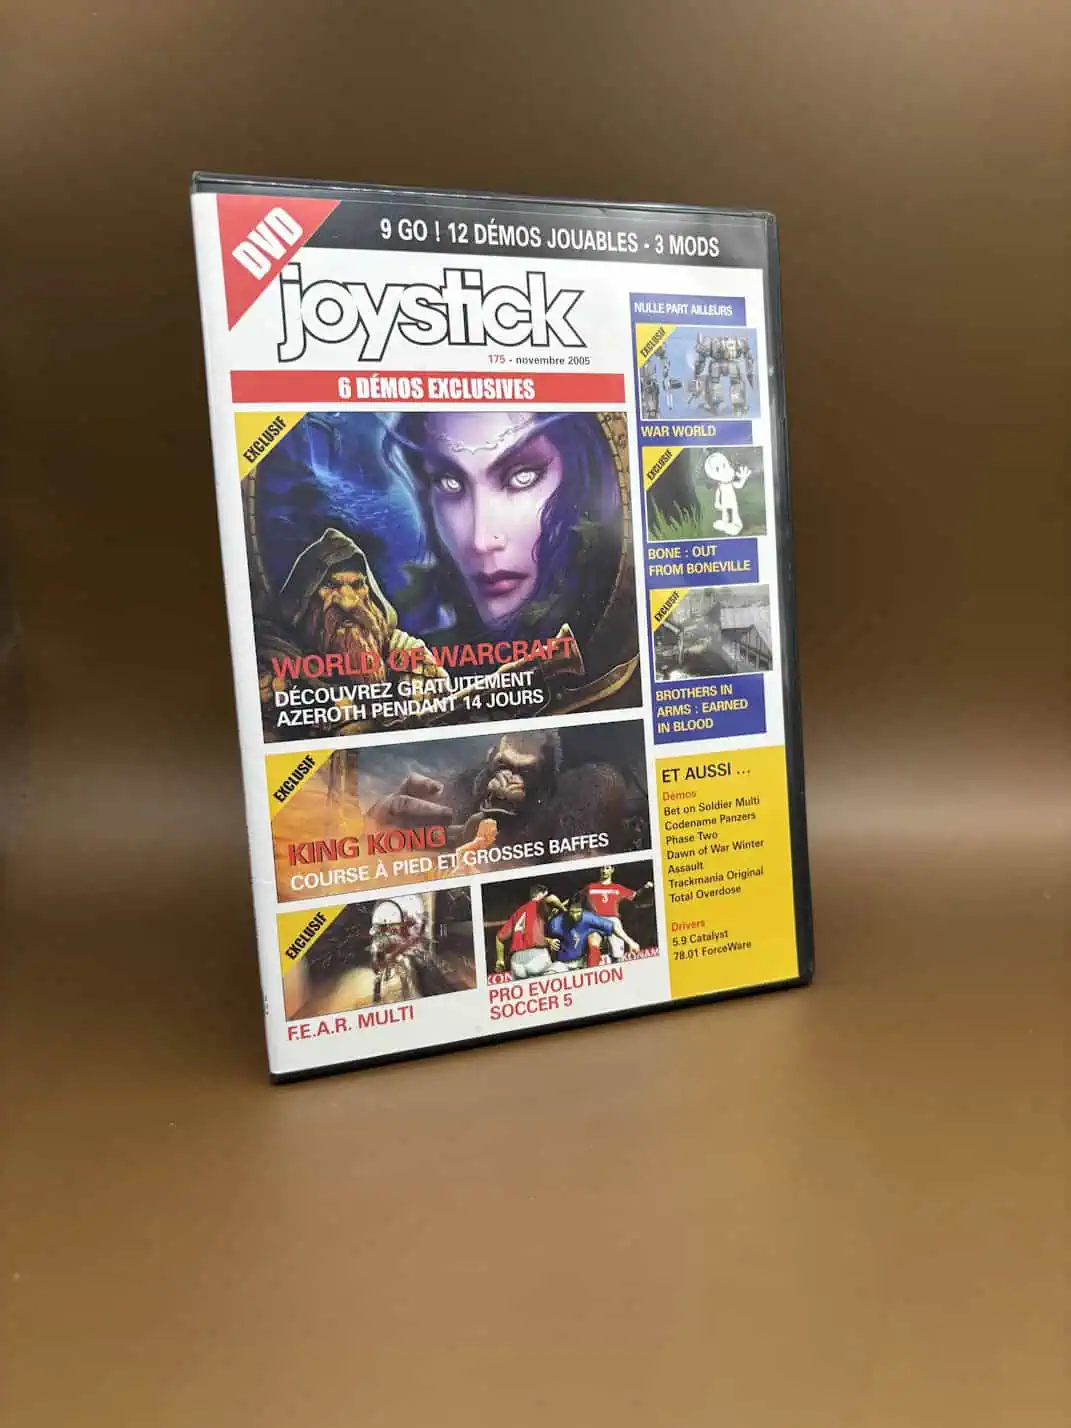 DVD
9 GO ! 12 DÉMOS JOUABLES - 3 MODS
joystick
175 - novembre 2005
6 DÉMOS EXCLUSIVES
EXCLUSIF
WORLD OF WARCRAFT
DÉCOUVREZ GRATUITEMENT
AZEROTH PENDANT 14 JOURS
EXCLUSIF
KING KONG
COURSE À PIED ET GROSSES BAFFES
EXCLUSIF
F.E.A.R. MULTI
4
7
3
KONAMI
PRO EVOLUTION
SOCCER 5
NULLE PART AILLEURS
EXCLUSIF
WAR WORLD
EXCLUSIF
BONE : OUT
FROM BONEVILLE
EXCLUSIF
BROTHERS IN
ARMS : EARNED
IN BLOOD
ET AUSSI ...
Démos
Bet on Soldier Multi
Codename Panzers
Phase Two
Dawn of War Winter
Assault
Trackmania Original
Total Overdose
Drivers
5.9 Catalyst
78.01 ForceWare